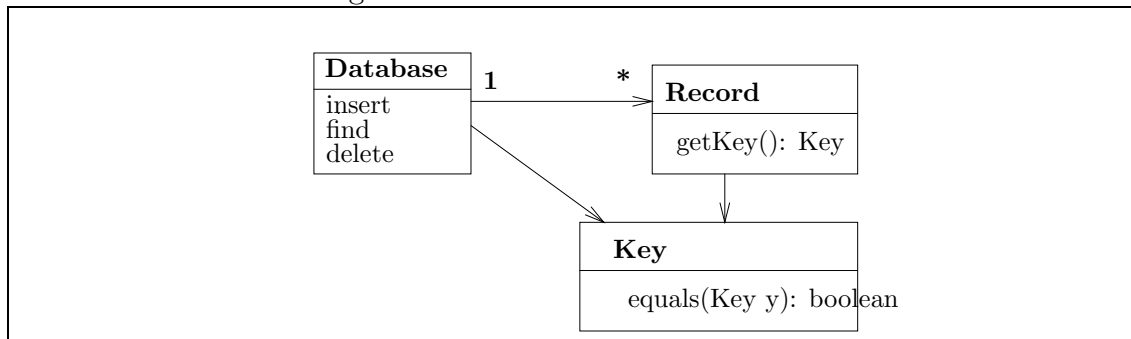 Database
insert
find
delete
1
*
Record
getKey(): Key
Key
equals(Key y): boolean